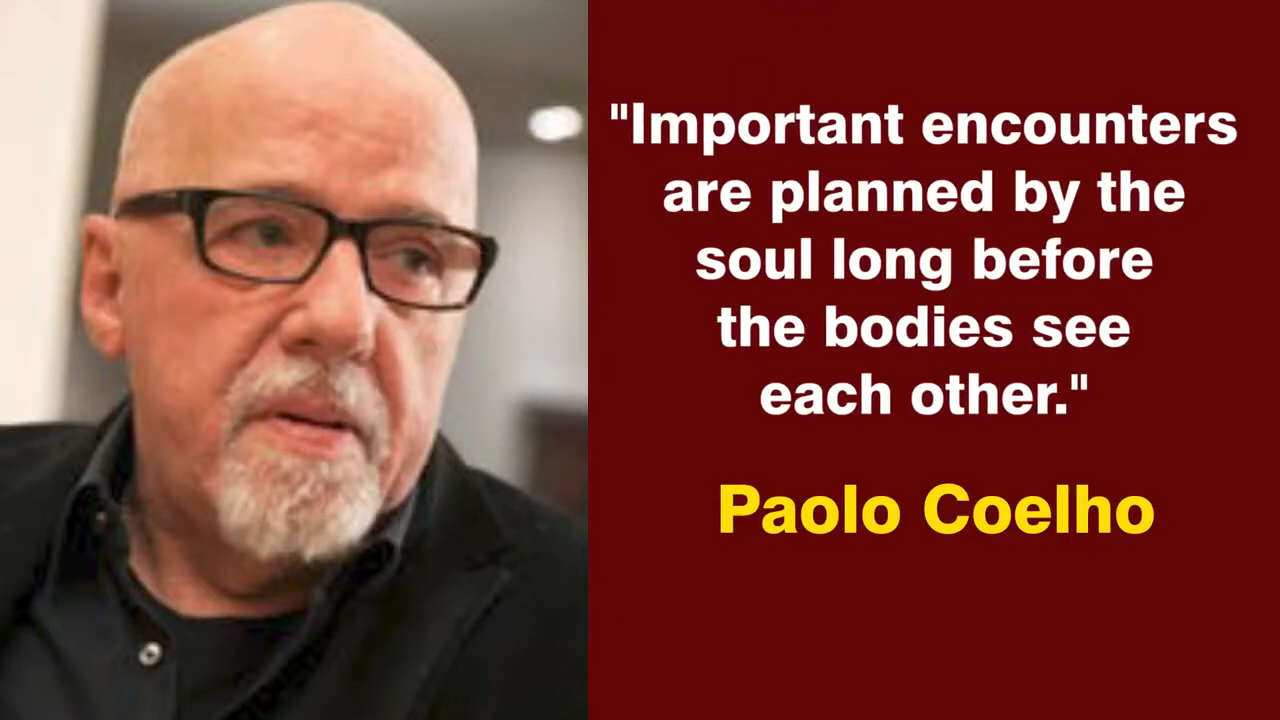 "Important encounters
are planned by the
soul long before
the bodies see
each other."
Paolo Coelho